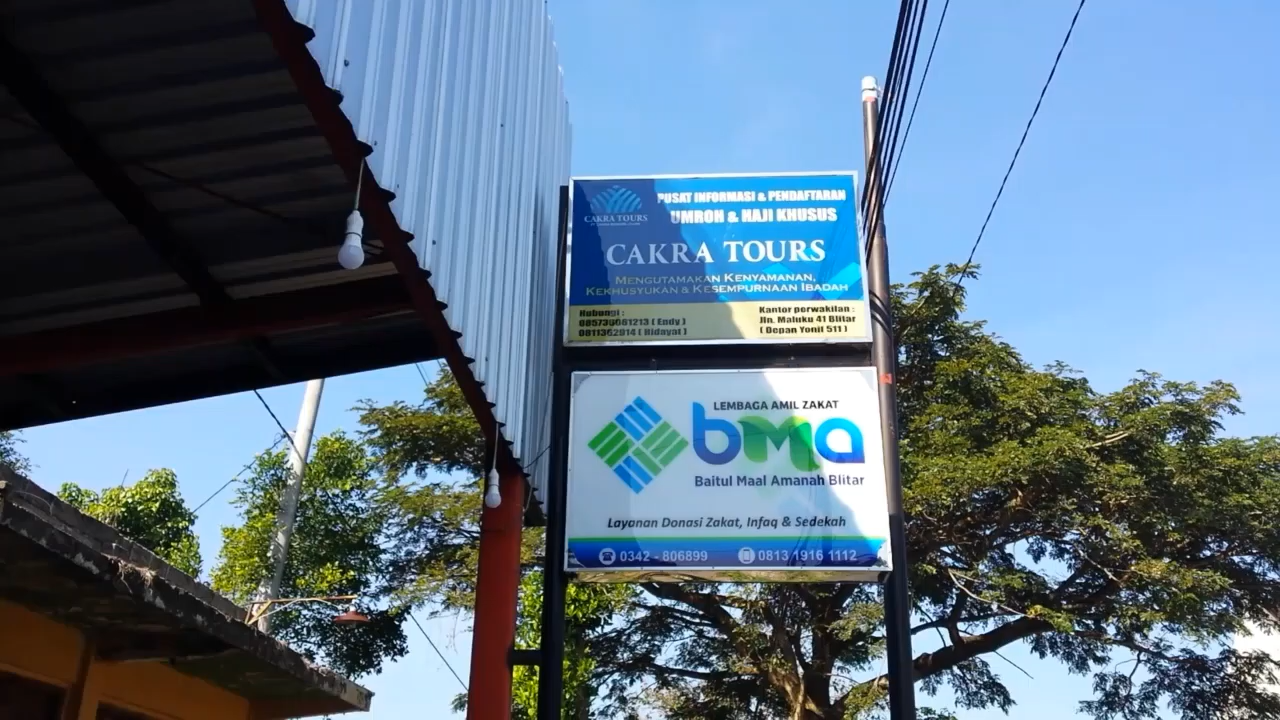 CAKRA TOURS
PUSAT INFORMASI & PENDAFTARAN
UMROH & HAJI KHUSUS
CAKRA TOURS
MENGUTAMAKAN KENYAMANAN,
KEKHUSYUKAN & KESEMPURNAAN IBADAH
Hubungi :
085739081213 ( Endy )
0811362914 ( Hidayat )
Kantor perwakilan :
Jln. Maluku 41 Blitar
( Depan Yonif 511 )
LEMBAGA AMIL ZAKAT
bma
Baitul Maal Amanah Blitar
Layanan Donasi Zakat, Infaq & Sedekah
0342 - 806899
0813 1916 1112